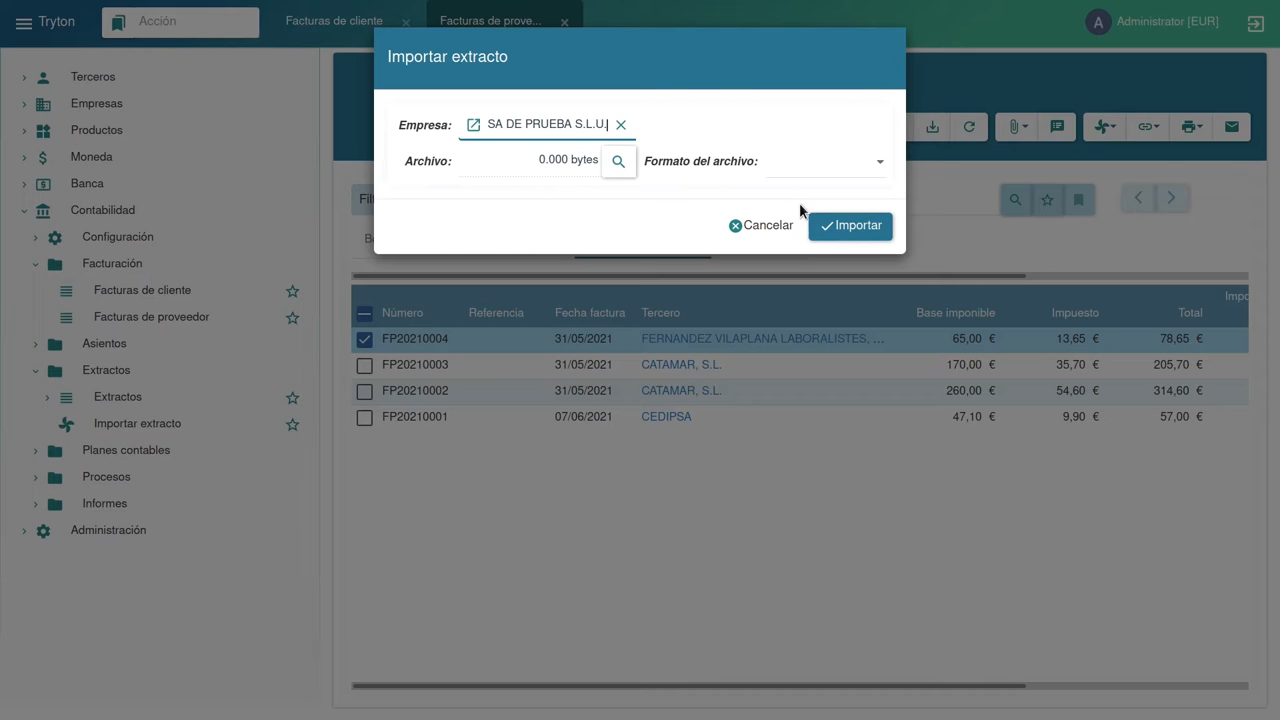 Tryton
Acción
Facturas de cliente
Facturas de prove...
A
Administrator [EUR]
Terceros
Empresas
Productos
Moneda
Banca
Contabilidad
Configuración
Facturación
Facturas de cliente
Facturas de proveedor
Asientos
Extractos
Extractos
Importar extracto
Planes contables
Procesos
Informes
Administración
Importar extracto
Empresa: SA DE PRUEBA S.L.U.
Archivo: 0.000 bytes Formato del archivo:
Cancelar Importar
Número Referencia Fecha factura Tercero Base imponible Impuesto Total
FP20210004 31/05/2021 FERNANDEZ VILAPLANA LABORALISTES, ... 65,00 € 13,65 € 78,65 €
FP20210003 31/05/2021 CATAMAR, S.L. 170,00 € 35,70 € 205,70 €
FP20210002 31/05/2021 CATAMAR, S.L. 260,00 € 54,60 € 314,60 €
FP20210001 07/06/2021 CEDIPSA 47,10 € 9,90 € 57,00 €